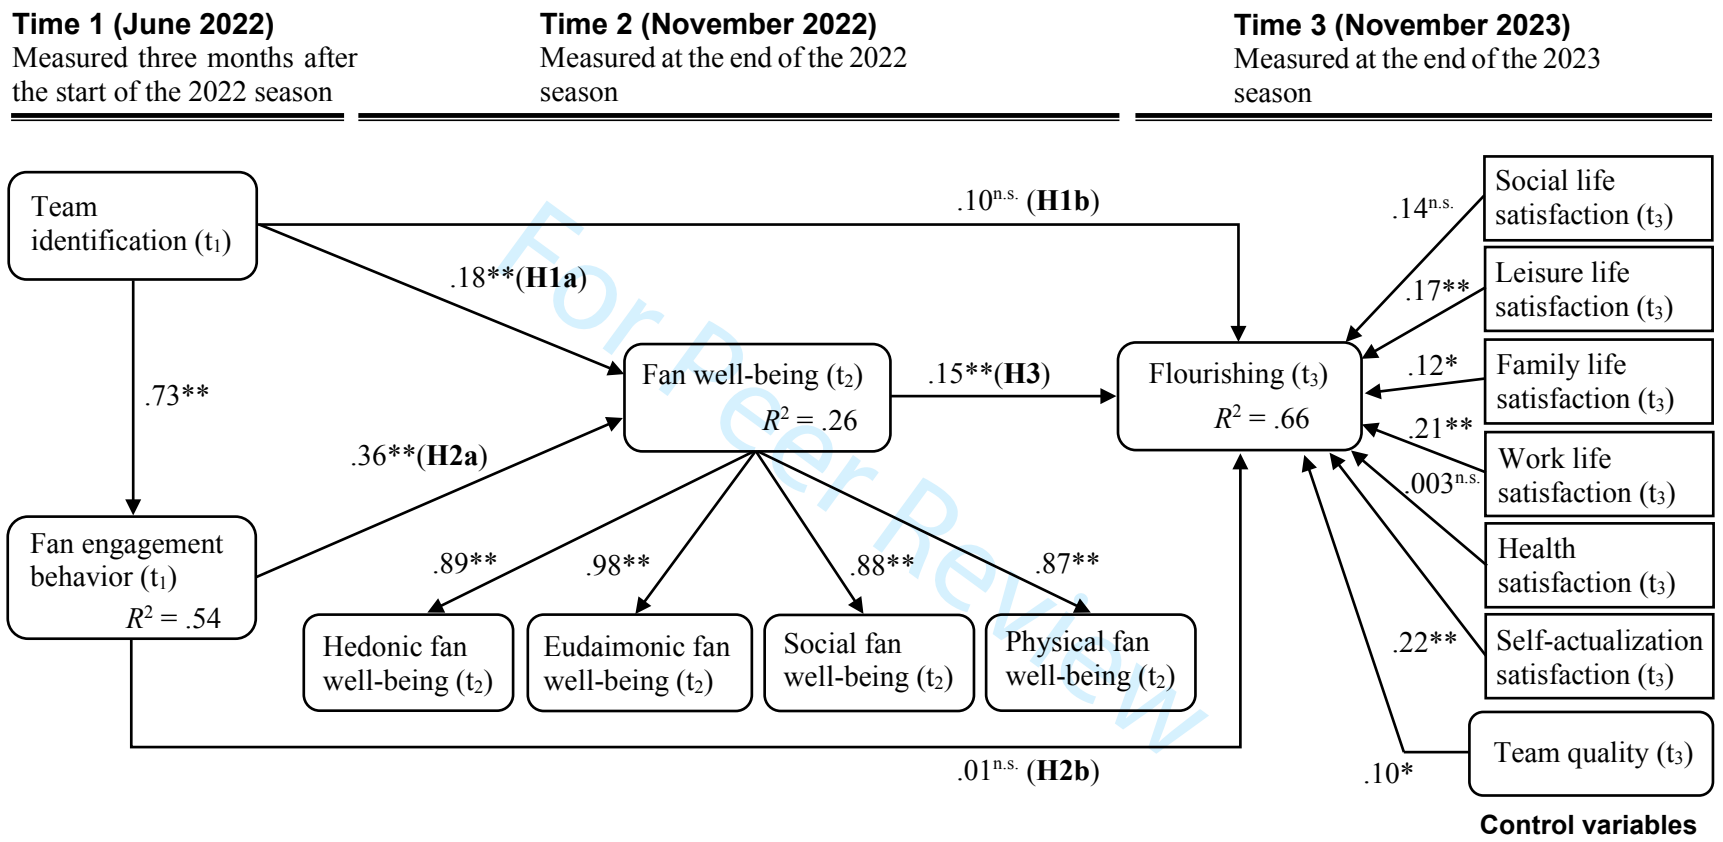 Time 1 (June 2022)
Measured three months after
the start of the 2022 season
Time 2 (November 2022)
Measured at the end of the 2022
season
Time 3 (November 2023)
Measured at the end of the 2023
season
Team
identification (t₁)
.10ⁿ·ˢ· (H1b)
.18**(H1a)
.73**
Fan well-being (t₂)
R² = .26
.15**(H3)
Flourishing (t₃)
R² = .66
.36**(H2a)
Fan engagement
behavior (t₁)
R² = .54
.89**
.98**
.88**
.87**
Hedonic fan
well-being (t₂)
Eudaimonic fan
well-being (t₂)
Social fan
well-being (t₂)
Physical fan
well-being (t₂)
.01ⁿ·ˢ· (H2b)
.14ⁿ·ˢ·
Social life
satisfaction (t₃)
.17**
Leisure life
satisfaction (t₃)
.12*
Family life
satisfaction (t₃)
.21**
Work life
satisfaction (t₃)
.003ⁿ·ˢ·
Health
satisfaction (t₃)
.22**
Self-actualization
satisfaction (t₃)
.10*
Team quality (t₃)
Control variables
For Peer Review